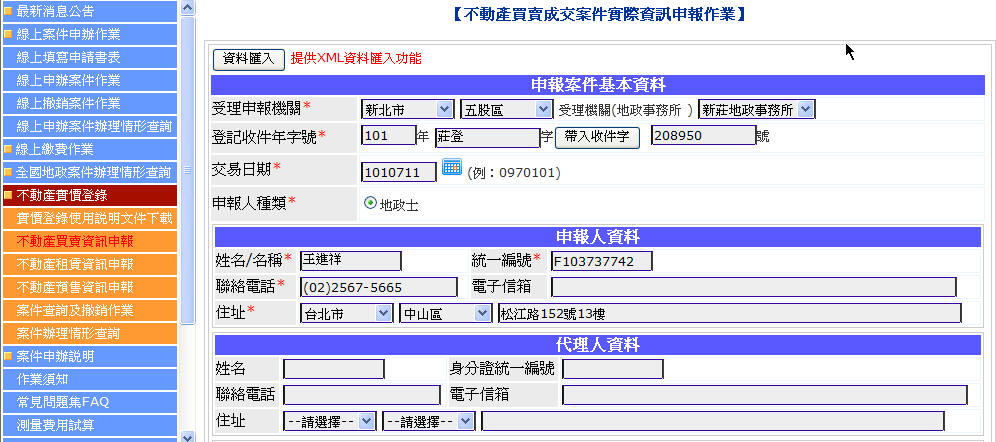 最新消息公告
線上案件申辦作業
線上填寫申請書表
線上申辦案件作業
線上撤銷案件作業
線上申辦案件辦理情形查詢
線上繳費作業
全國地政案件辦理情形查詢
不動產實價登錄
實價登錄使用說明文件下載
不動產買賣資訊申報
不動產租賃資訊申報
不動產預售資訊申報
案件查詢及撤銷作業
案件辦理情形查詢
案件申辦說明
作業須知
常見問題集FAQ
測量費用試算
【不動產買賣成交案件實際資訊申報作業】
資料匯入 提供XML資料匯入功能
申報案件基本資料
受理申報機關* 新北市 五股區 受理機關(地政事務所 ) 新莊地政事務所
登記收件年字號* 101 年 莊登 字 帶入收件字 208950 號
交易日期* 1010711 (例：0970101)
申報人種類* 地政士
申報人資料
姓名/名稱* 王進祥 統一編號* F103737742
聯絡電話* (02)2567-5665 電子信箱
住址* 台北市 中山區 松江路152號13樓
代理人資料
姓名 身分證統一編號
聯絡電話 電子信箱
住址 --請選擇-- --請選擇--